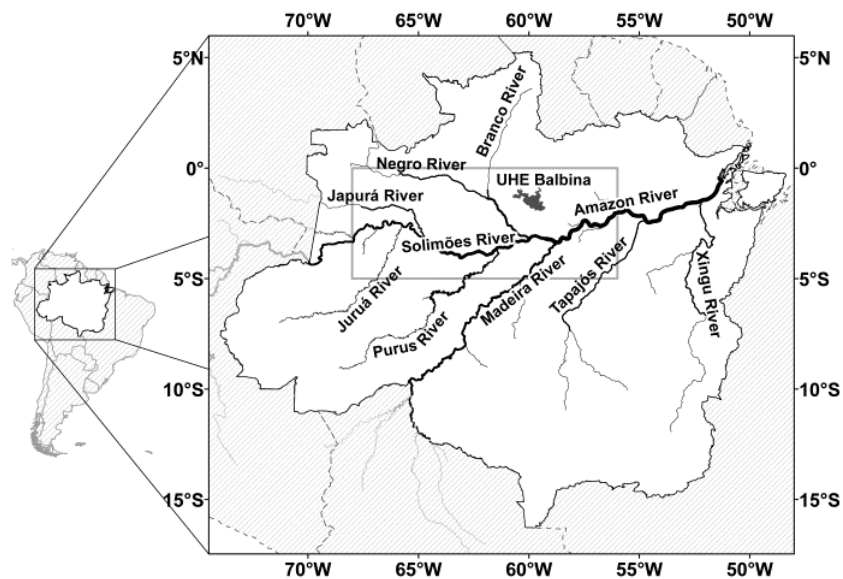 70°W 65°W 60°W 55°W 50°W
5°N 5°N
Branco River
Negro River
0° 0°
UHE Balbina
Japurá River
Amazon River
Solimões River
5°S 5°S
Juruá River
Purus River
Madeira River
Tapajós River
Xingu River
10°S 10°S
15°S 15°S
70°W 65°W 60°W 55°W 50°W